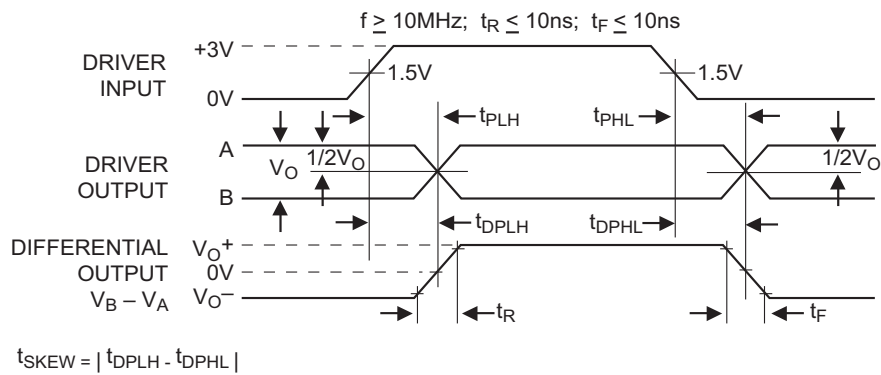 f ≥ 10MHz; tR ≤ 10ns; tF ≤ 10ns
+3V
DRIVER
INPUT
1.5V
1.5V
0V
tPLH
tPHL
A
DRIVER
OUTPUT
VO
1/2VO
1/2VO
B
tDPLH
tDPHL
DIFFERENTIAL
OUTPUT
VB – VA
VO+
0V
VO–
tR
tF
tSKEW = | tDPLH - tDPHL |